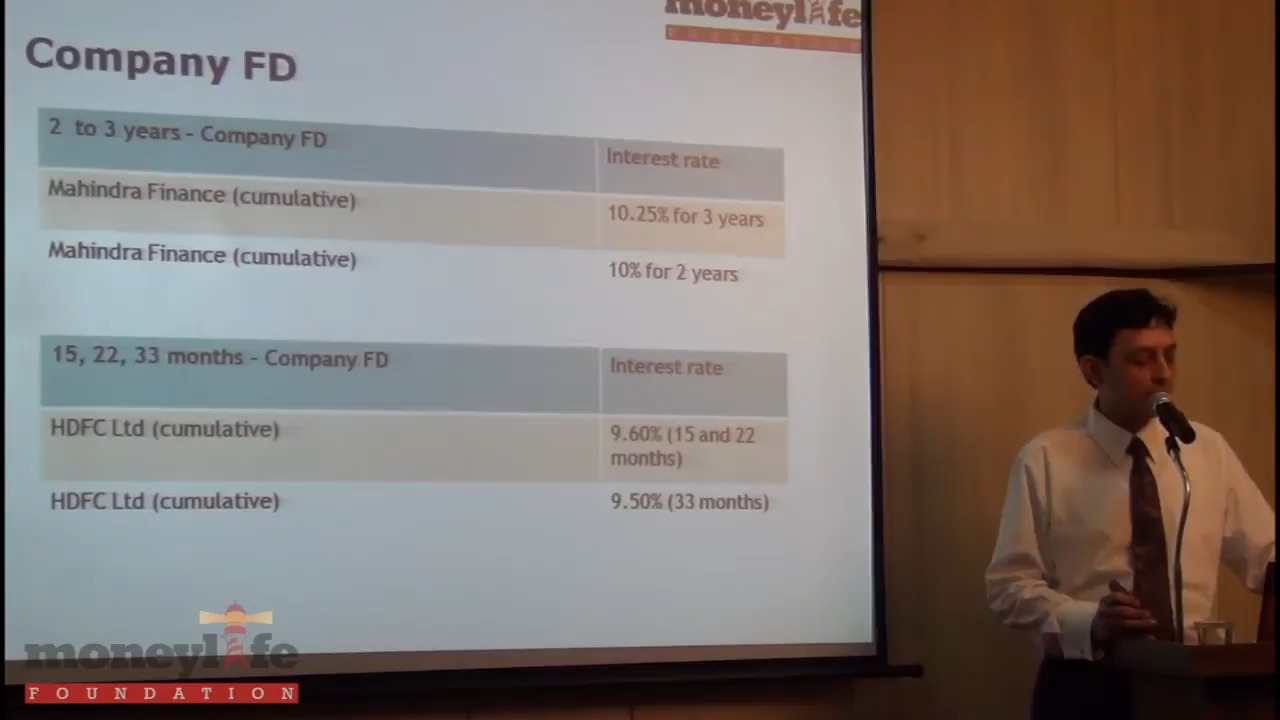 moneylife
FOUNDATION
Company FD
2 to 3 years - Company FD
Interest rate
Mahindra Finance (cumulative)
10.25% for 3 years
Mahindra Finance (cumulative)
10% for 2 years
15, 22, 33 months - Company FD
Interest rate
HDFC Ltd (cumulative)
9.60% (15 and 22
months)
HDFC Ltd (cumulative)
9.50% (33 months)
moneylife
FOUNDATION